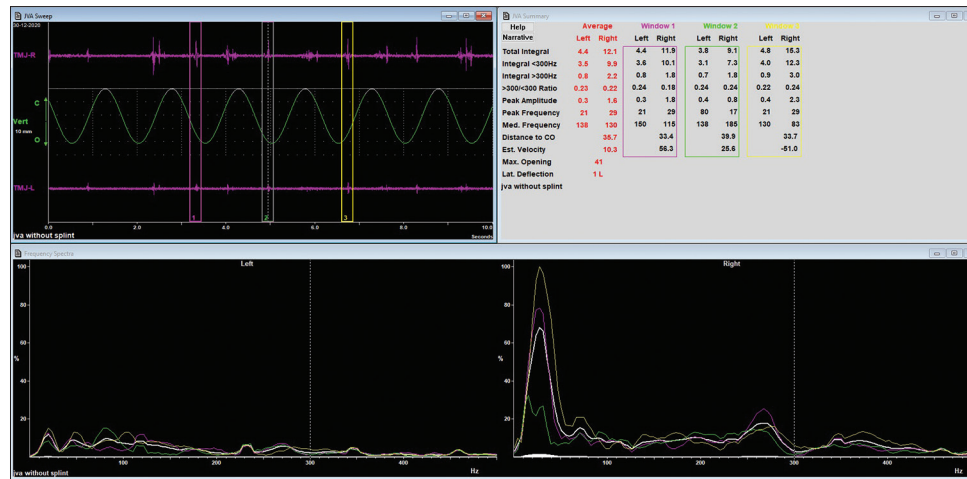 JVA Sweep
30-12-2020
TMJ-R
C
Vert
10 mm
O
TMJ-L
1
2
3
0.0 2.0 4.0 6.0 8.0 10.0
jva without splint Seconds
JVA Summary
Help Average Window 1 Window 2
Narrative Left Right Left Right Left Right Left Right
Total Integral 4.4 12.1 4.4 11.9 3.8 9.1 4.8 15.3
Integral <300Hz 3.5 9.9 3.6 10.1 3.1 7.3 4.0 12.3
Integral >300Hz 0.8 2.2 0.8 1.8 0.7 1.8 0.9 3.0
>300/<300 Ratio 0.23 0.22 0.24 0.18 0.24 0.24 0.22 0.24
Peak Amplitude 0.3 1.6 0.3 1.8 0.4 0.8 0.4 2.3
Peak Frequency 21 29 21 29 80 17 21 29
Med. Frequency 138 130 150 115 138 185 130 83
Distance to CO 35.7 33.4 39.9 33.7
Est. Velocity 10.3 56.3 25.6 -51.0
Max. Opening 41
Lat. Deflection 1 L
jva without splint
Frequency Spectra
Left
100
80
60
%
40
20
100 200 300 400
jva without splint Hz
Right
100
80
60
%
40
20
100 200 300 400
Hz